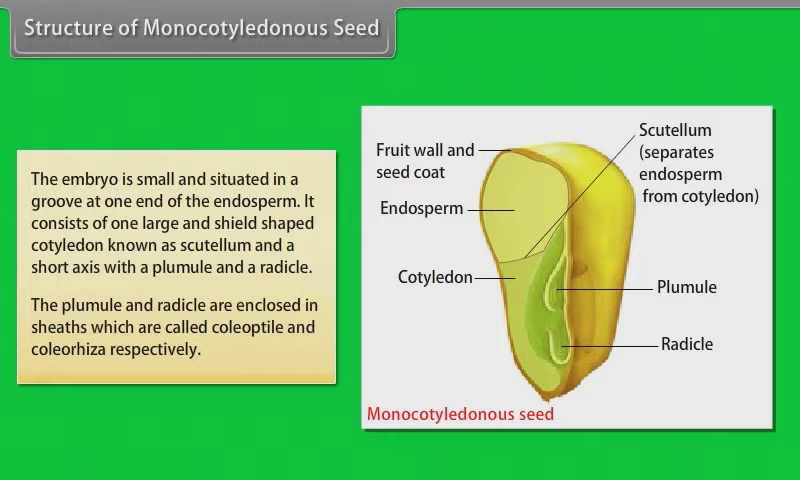 Structure of Monocotyledonous Seed
The embryo is small and situated in a
groove at one end of the endosperm. It
consists of one large and shield shaped
cotyledon known as scutellum and a
short axis with a plumule and a radicle.
The plumule and radicle are enclosed in
sheaths which are called coleoptile and
coleorhiza respectively.
Fruit wall and
seed coat
Endosperm
Cotyledon
Scutellum
(separates
endosperm
from cotyledon)
Plumule
Radicle
Monocotyledonous seed